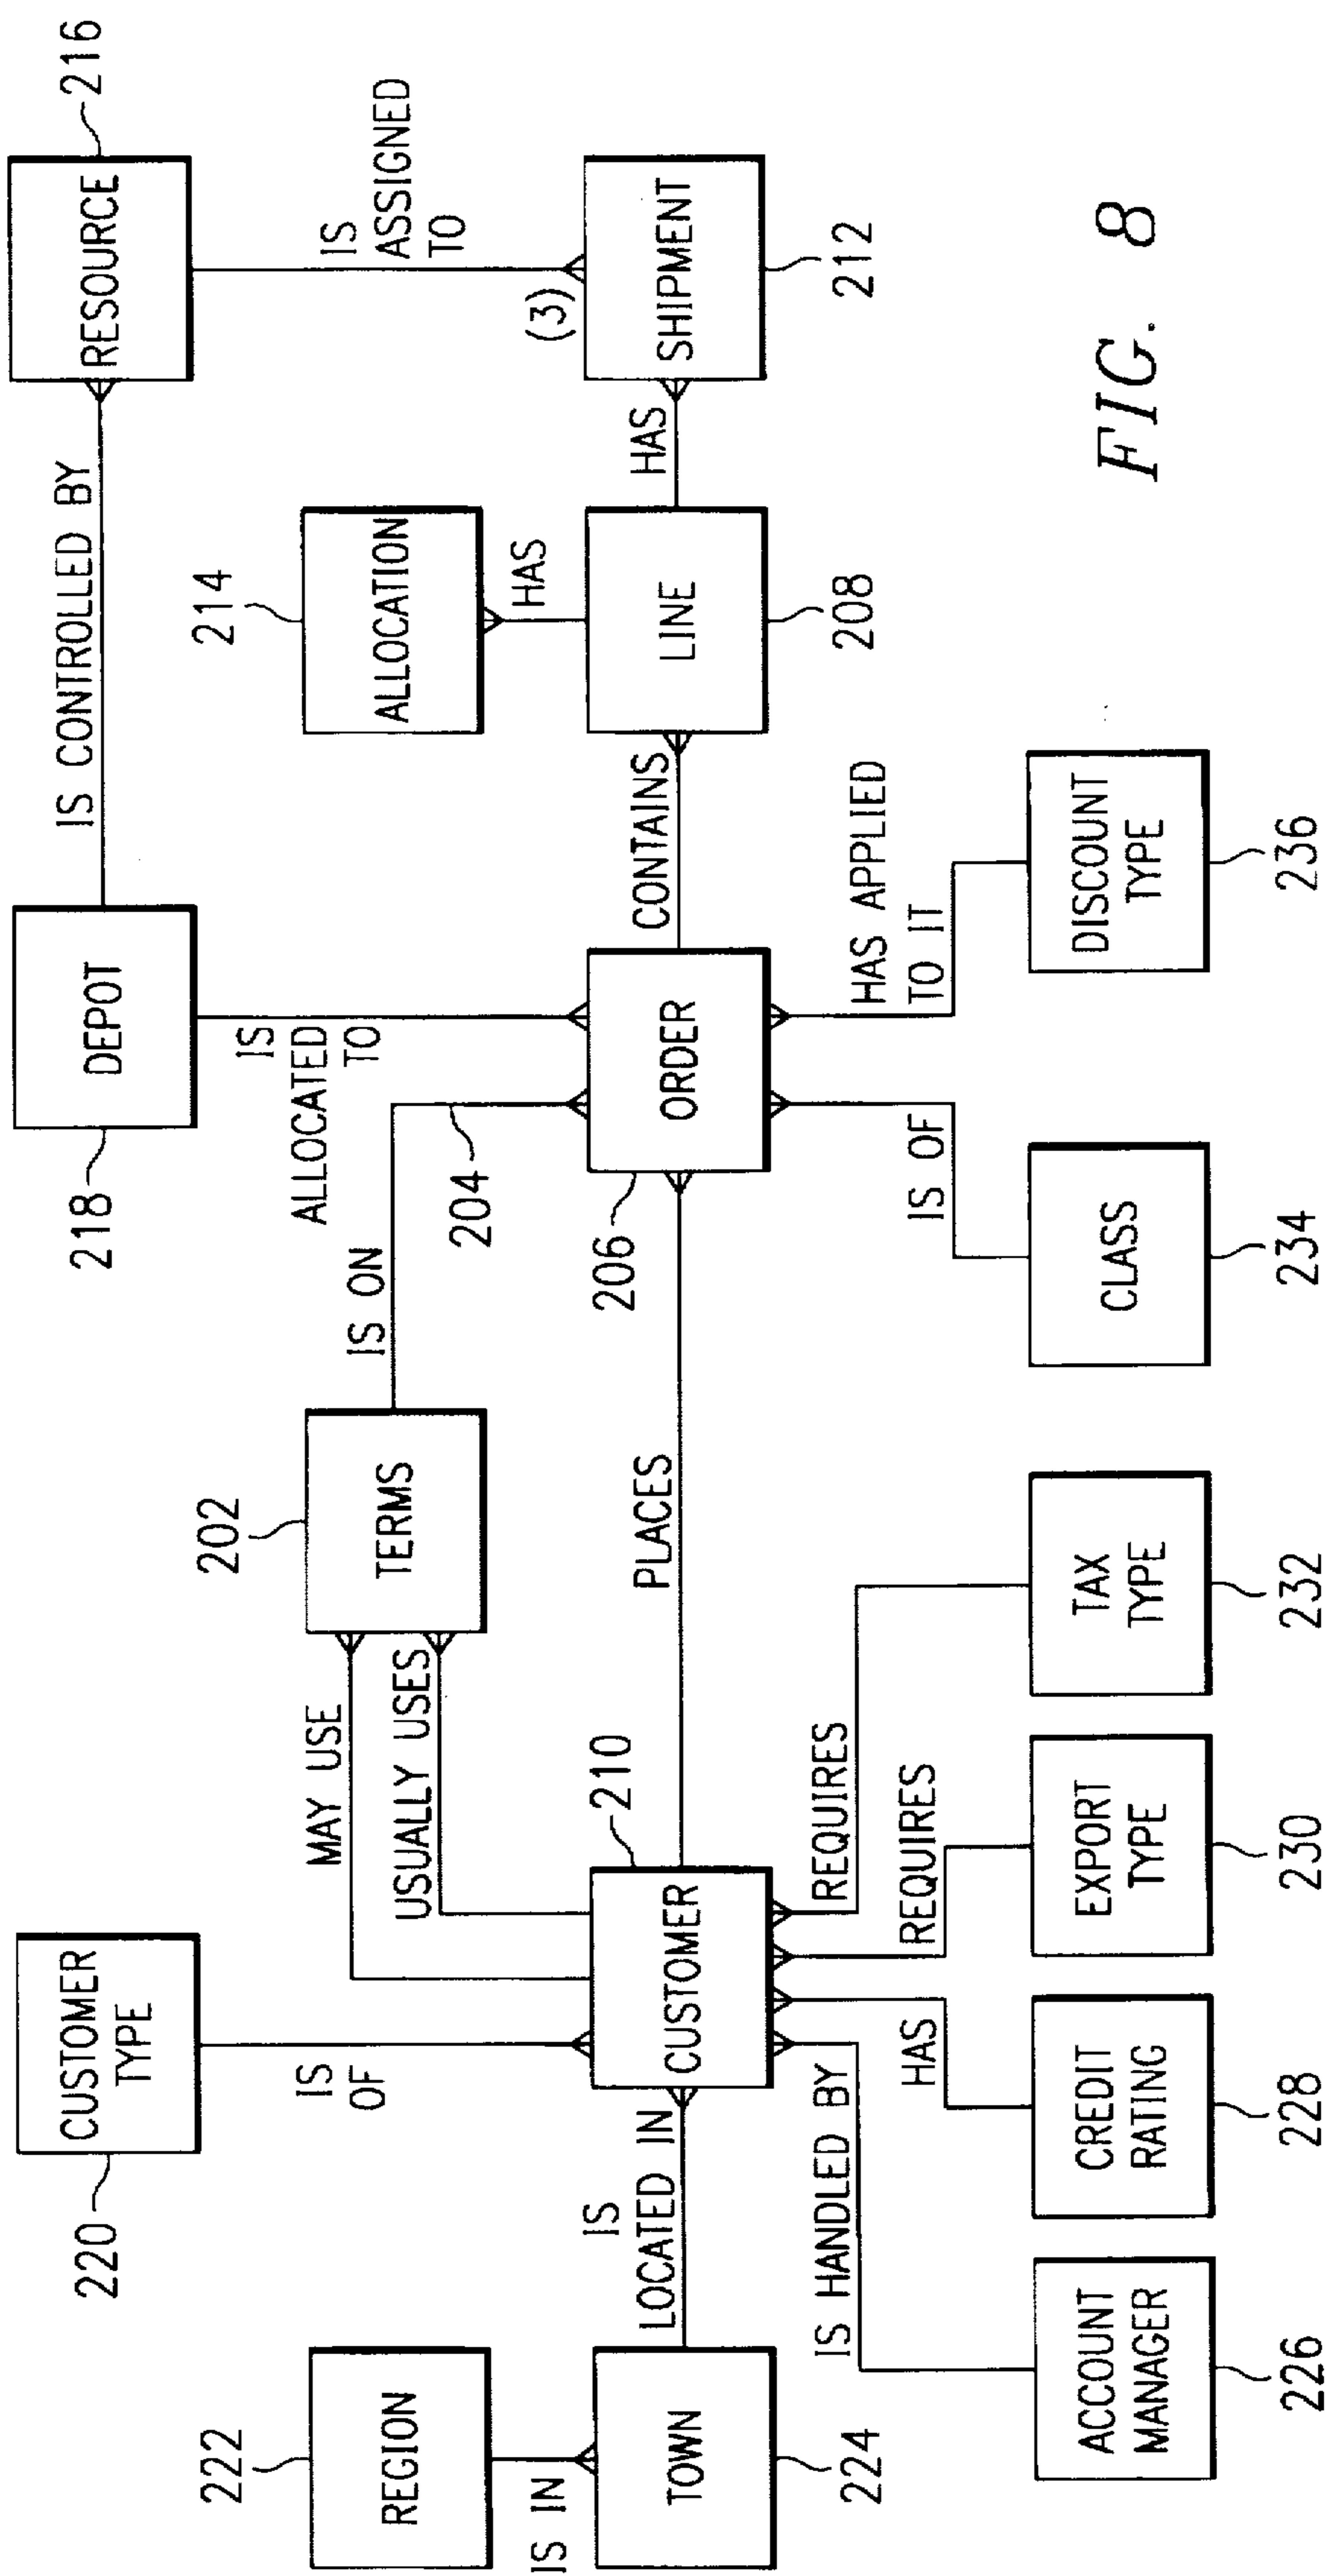 220
CUSTOMER
TYPE
218
DEPOT
IS CONTROLLED BY
RESOURCE
216
IS
OF
222
REGION
IS IN
MAY USE
USUALLY USES
202
TERMS
IS ON
204
IS
ALLOCATED
TO
214
ALLOCATION
HAS
IS
ASSIGNED
TO
(3)
TOWN
224
IS
LOCATED IN
CUSTOMER
210
PLACES
206
ORDER
CONTAINS
LINE
208
HAS
SHIPMENT
212
IS HANDLED BY
HAS
REQUIRES
REQUIRES
IS OF
HAS APPLIED
TO IT
ACCOUNT
MANAGER
226
CREDIT
RATING
228
EXPORT
TYPE
230
TAX
TYPE
232
CLASS
234
DISCOUNT
TYPE
236
FIG. 8